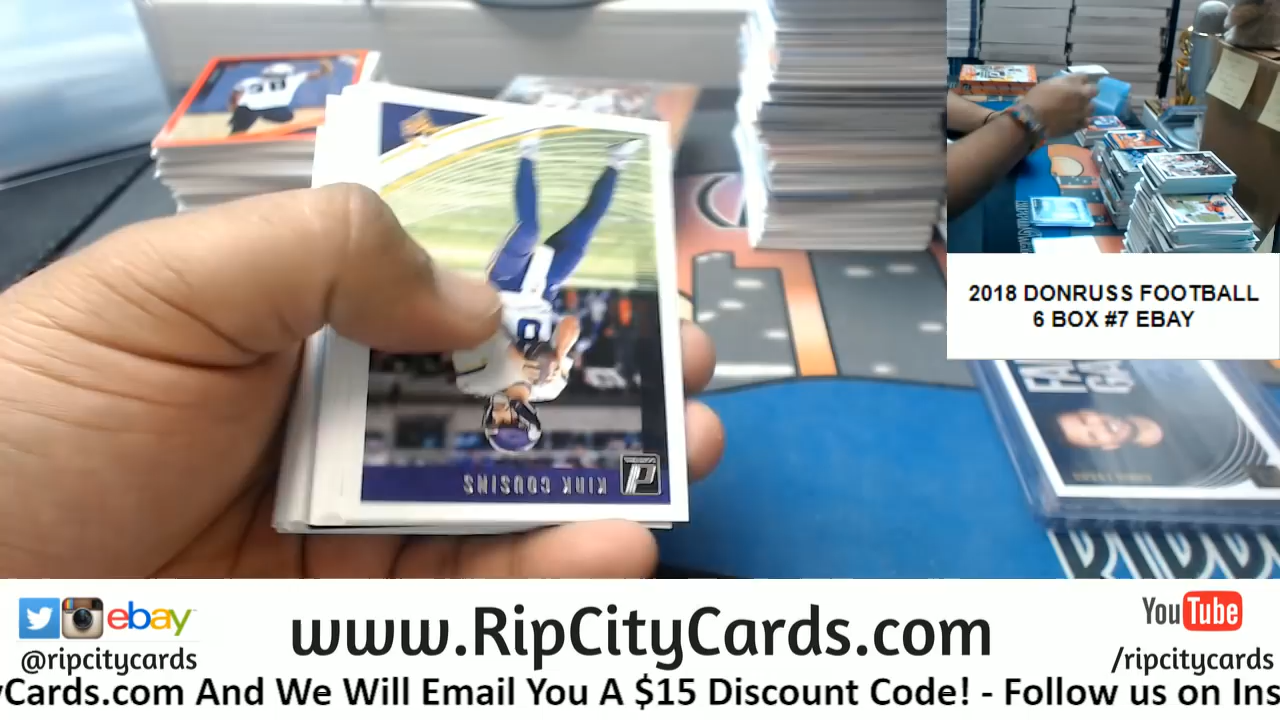 KIRK COUSINS
2018 DONRUSS FOOTBALL
6 BOX #7 EBAY
ebay
@ripcitycards
www.RipCityCards.com
YouTube
/ripcitycards
yCards.com And We Will Email You A $15 Discount Code! - Follow us on Ins